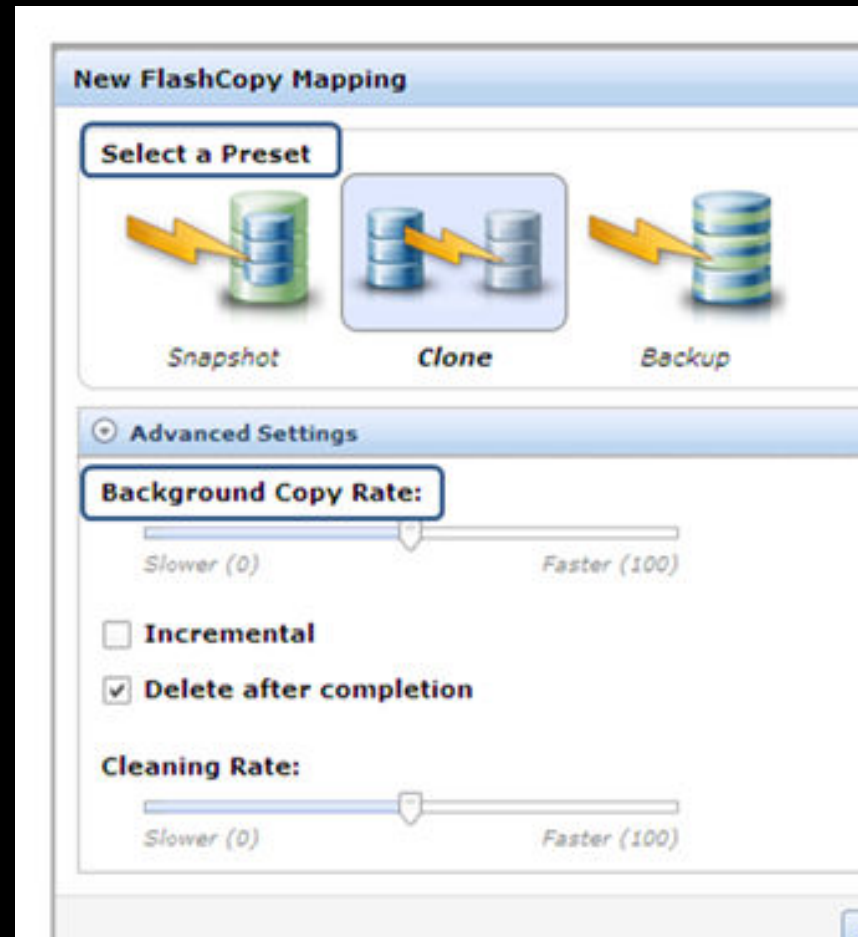 New FlashCopy Mapping
Select a Preset
Snapshot Clone Backup
Advanced Settings
Background Copy Rate:
Slower (0) Faster (100)
Incremental
Delete after completion
Cleaning Rate:
Slower (0) Faster (100)